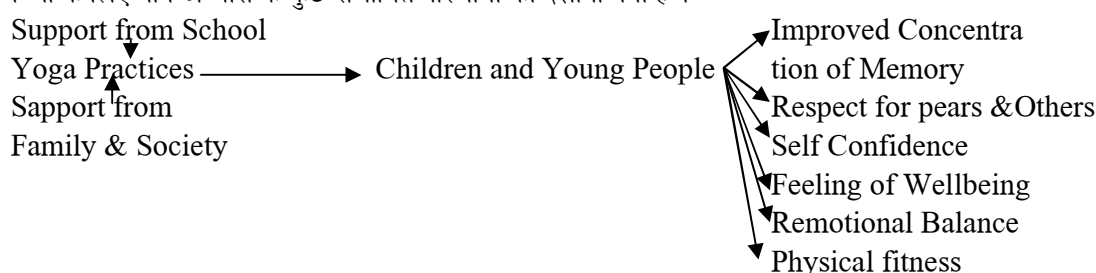 Support from School
Yoga Practices
Sapport from
Family & Society
Children and Young People
Improved Concentra
tion of Memory
Respect for pears &Others
Self Confidence
Feeling of Wellbeing
Remotional Balance
Physical fitness